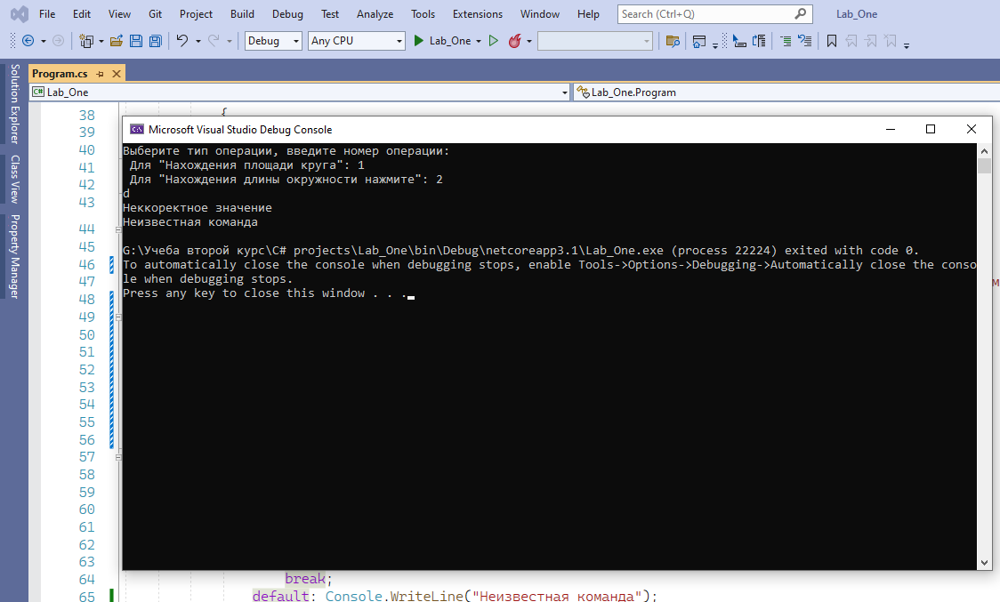 File Edit View Git Project Build Debug Test Analyze Tools Extensions Window Help Search (Ctrl+Q) Lab_One
Debug Any CPU Lab_One
Program.cs
Lab_One Lab_One.Program
Solution Explorer
Class View
Property Manager
38 {
39
40
41
42
43
44
45
46
47
48
49
50
51
52
53
54
55
56
57
58
59
60
61
62
63
Microsoft Visual Studio Debug Console
Выберите тип операции, введите номер операции:
Для "Нахождения площади круга": 1
Для "Нахождения длины окружности нажмите": 2
d
Неккоректное значение
Неизвестная команда
G:\Учеба второй курс\C# projects\Lab_One\bin\Debug\netcoreapp3.1\Lab_One.exe (process 22224) exited with code 0.
To automatically close the console when debugging stops, enable Tools->Options->Debugging->Automatically close the conso
le when debugging stops.
Press any key to close this window . . .
м
64 break;
65 default: Console.WriteLine("Неизвестная команда");